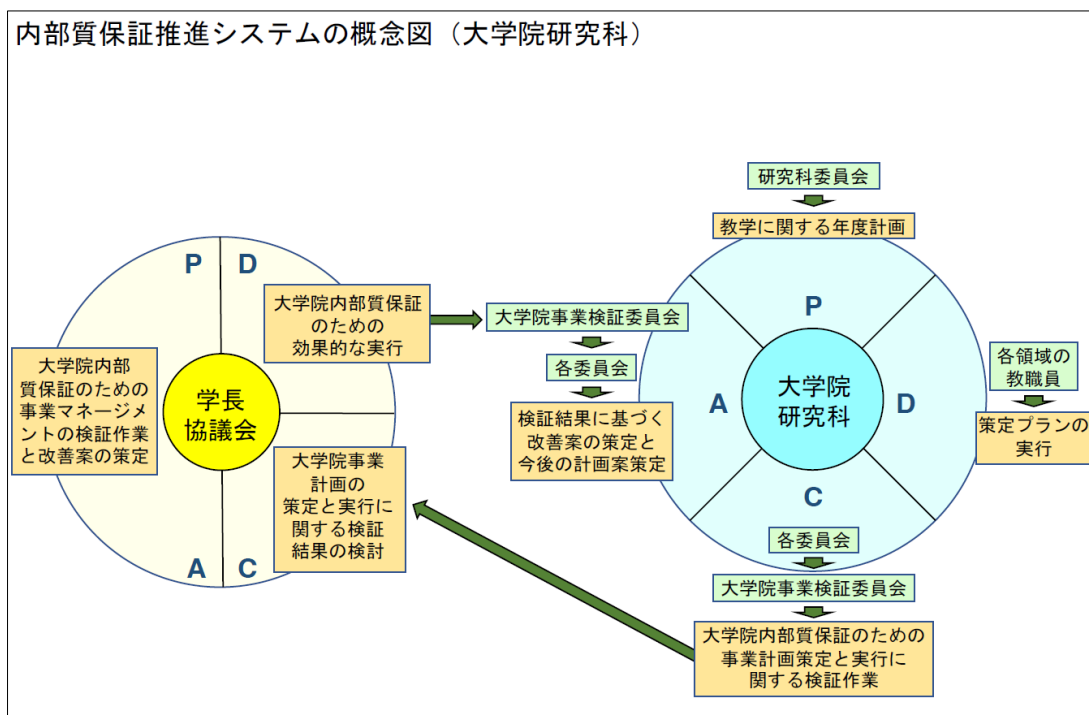 内部質保証推進システムの概念図（大学院研究科）
P
D
大学院内部質保証
のための
効果的な実行
大学院内部
質保証のための
事業マネージメ
ントの検証作業
と改善案の策定
学長
協議会
大学院事業
計画の
策定と実行に
関する検証
結果の検討
A
C
研究科委員会
教学に関する年度計画
P
大学院事業検証委員会
各委員会
検証結果に基づく
改善案の策定と
今後の計画案策定
A
大学院
研究科
D
各領域の
教職員
策定プランの
実行
C
各委員会
大学院事業検証委員会
大学院内部質保証のための
事業計画策定と実行に
関する検証作業